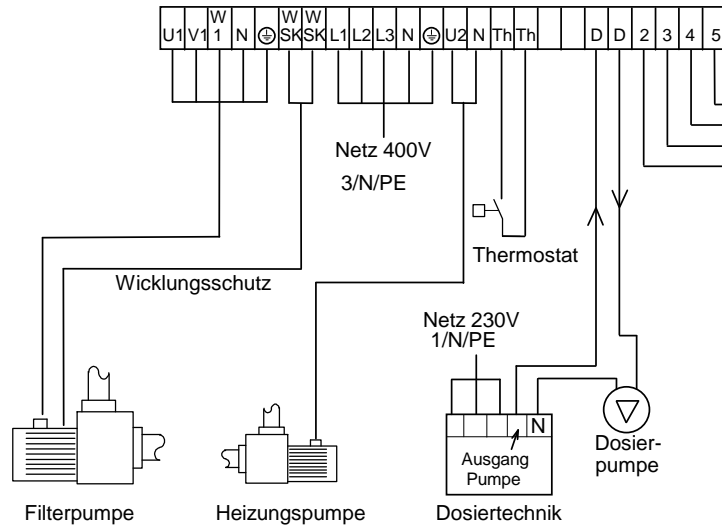 W W W
U1 V1 1 N SK SK L1 L2 L3 N U2 N Th Th D D 2 3 4 5
Netz 400V
3/N/PE
Thermostat
Wicklungsschutz
Netz 230V
1/N/PE
N
Ausgang
Pumpe
Dosier-
pumpe
Filterpumpe
Heizungspumpe
Dosiertechnik